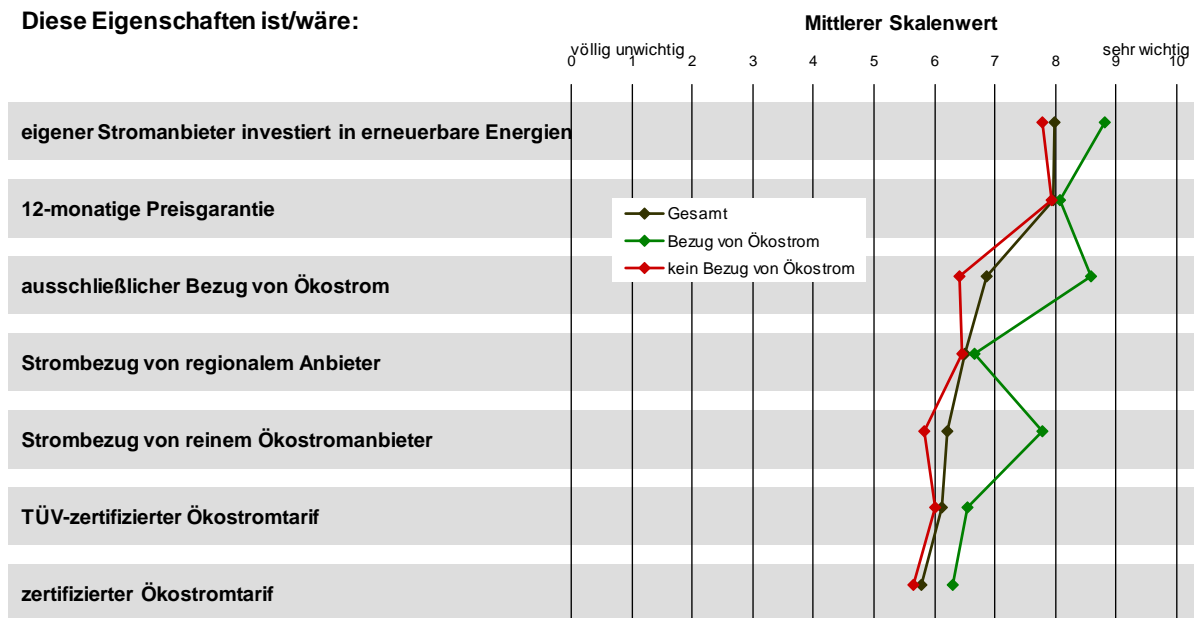 Diese Eigenschaften ist/wäre:
Mittlerer Skalenwert
völlig unwichtig
sehr wichtig
0 1 2 3 4 5 6 7 8 9 10
eigener Stromanbieter investiert in erneuerbare Energien
12-monatige Preisgarantie
Gesamt
Bezug von Ökostrom
kein Bezug von Ökostrom
ausschließlicher Bezug von Ökostrom
Strombezug von regionalem Anbieter
Strombezug von reinem Ökostromanbieter
TÜV-zertifizierter Ökostromtarif
zertifizierter Ökostromtarif